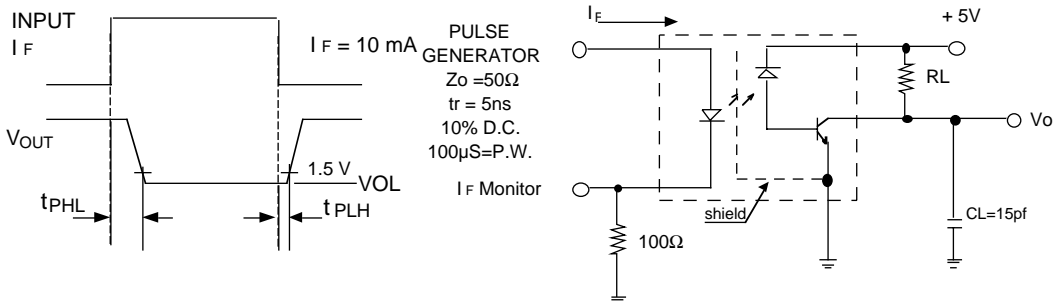 INPUT
I F
I F = 10 mA
VOUT
1.5 V
VOL
tPHL
t PLH
PULSE
GENERATOR
Zo =50Ω
tr = 5ns
10% D.C.
100µS=P.W.
I F Monitor
100Ω
IF
shield
+ 5V
RL
Vo
CL=15pf